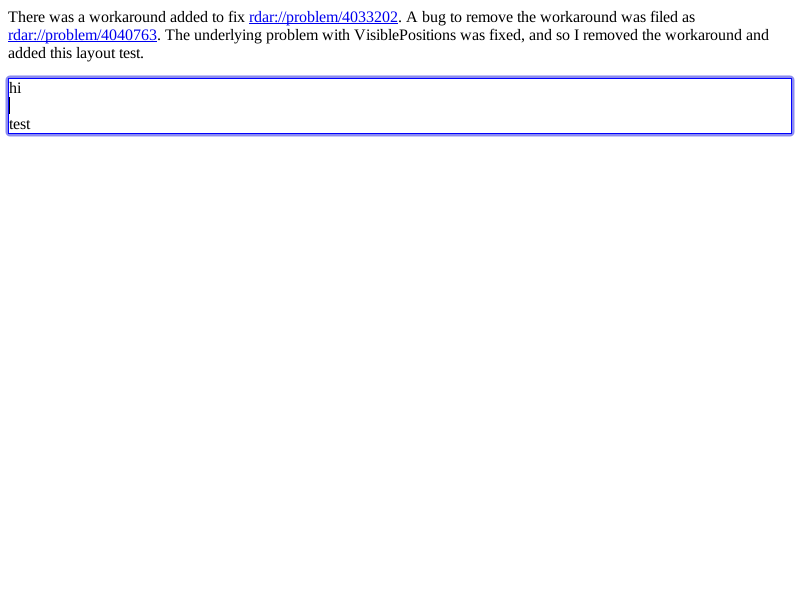 There was a workaround added to fix rdar://problem/4033202. A bug to remove the workaround was filed as
rdar://problem/4040763. The underlying problem with VisiblePositions was fixed, and so I removed the workaround and
added this layout test.
hi
test